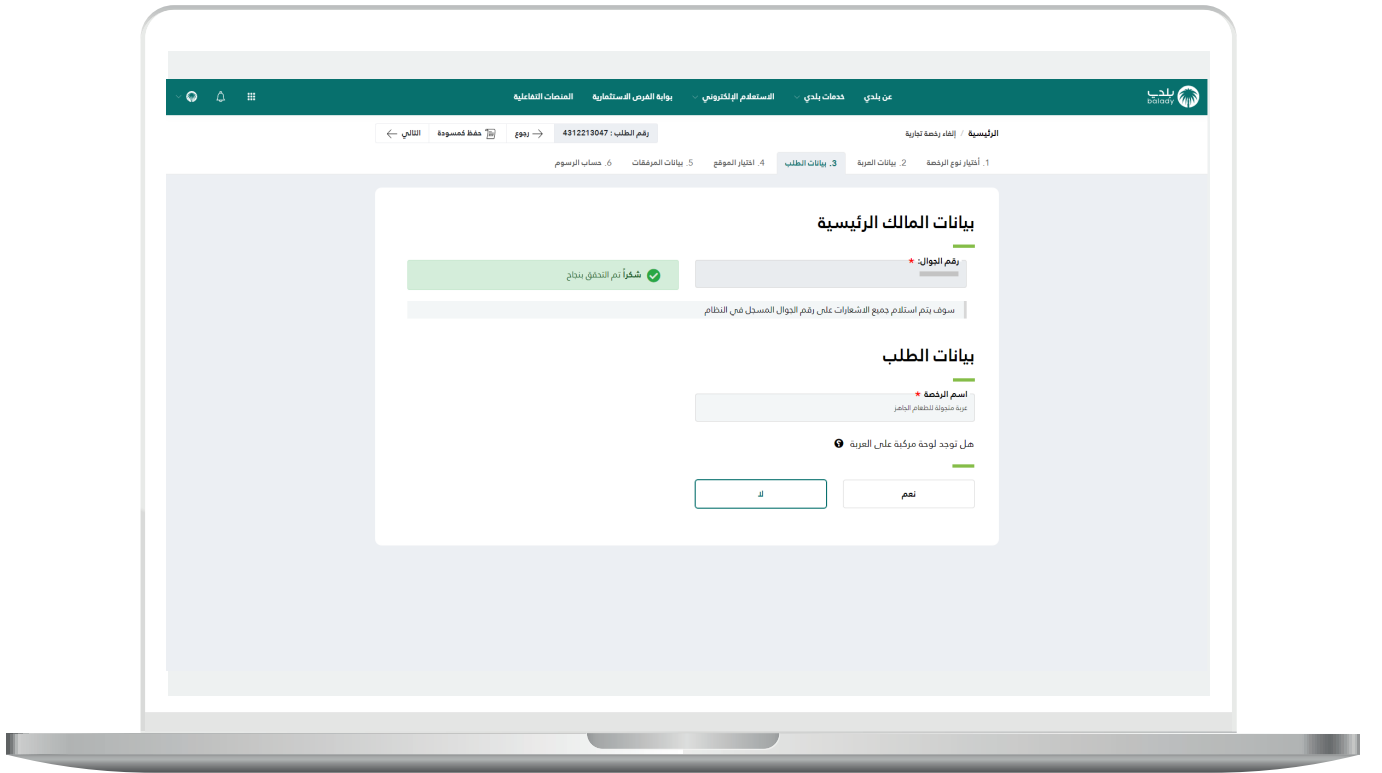 بلدي
balady
عن بلدي
خدمات بلدي
الاستعلام الإلكتروني
بوابة الفرص الاستثمارية
المنصات التفاعلية
الرئيسية / إلغاء رخصة تجارية
رقم الطلب : 4312213047
رجوع
حفظ كمسودة
التالي
1. أختيار نوع الرخصة
2. بيانات العربة
3. بيانات الطلب
4. اختيار الموقع
5. بيانات المرفقات
6. حساب الرسوم
بيانات المالك الرئيسية
رقم الجوال: *
شكراً تم التحقق بنجاح
سوف يتم استلام جميع الاشعارات على رقم الجوال المسجل في النظام
بيانات الطلب
اسم الرخصة *
عربة متجولة للطعام الجاهز
هل توجد لوحة مركبة على العربة
نعم
لا